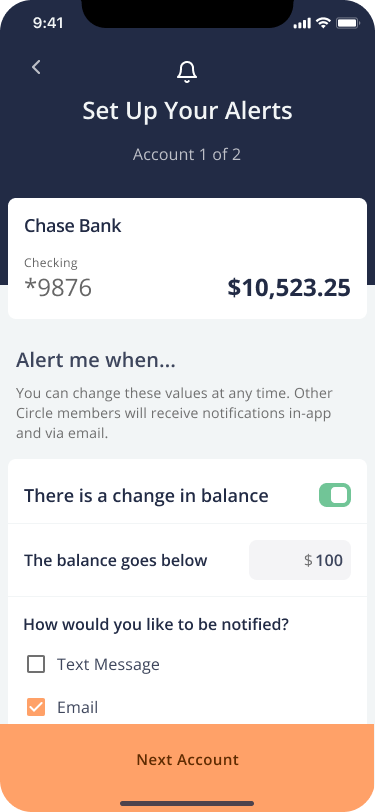 9:41
Set Up Your Alerts
Account 1 of 2
Chase Bank
Checking
*9876
$10,523.25
Alert me when...
You can change these values at any time. Other
Circle members will receive notifications in-app
and via email.
There is a change in balance
The balance goes below
$ 100
How would you like to be notified?
Text Message
Email
Next Account